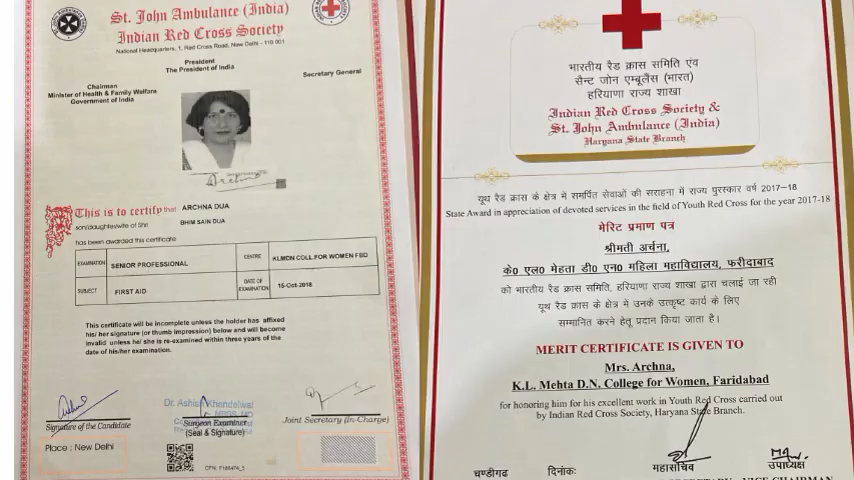 St. John Ambulance (India)
Indian Red Cross Society
National Headquarters, 1, Red Cross Road, New Delhi - 110 001
President
The President of India
Chairman
Minister of Health & Family Welfare
Government of India
Secretary General
This is to certify that ARCHNA DUA
son/daughter/wife of Shri BHIM SAIN DUA
has been awarded this certificate
EXAMINATION SENIOR PROFESSIONAL CENTRE KLMDN COLL.FOR WOMEN FBD
SUBJECT FIRST AID DATE OF EXAMINATION 15-Oct-2018
This certificate will be incomplete unless the holder has affixed
his/ her signature (or thumb impression) below and will become
invalid unless he/ she is re-examined within three years of the
date of his/her examination.
Dr. Ashish Khandelwal
Signature of the Candidate
Surgeon Examiner
(Seal & Signature)
Joint Secretary (In-Charge)
Place : New Delhi
भारतीय रैड क्रास समिति एंव
सैन्ट जोन एम्बूलैंस (भारत)
हरियाणा राज्य शाखा
Indian Red Cross Society &
St. John Ambulance (India)
Haryana State Branch
यूथ रैड क्रास के क्षेत्र में समर्पित सेवाओं की सराहना में राज्य पुरस्कार वर्ष 2017-18
State Award in appreciation of devoted services in the field of Youth Red Cross for the year 2017-18
मेरिट प्रमाण पत्र
श्रीमती अर्चना,
के० एल० मेहता डी० एन० महिला महाविद्यालय, फरीदाबाद
को भारतीय रैड क्रास समिति, हरियाणा राज्य शाखा द्वारा चलाई जा रही
यूथ रैड क्रास के क्षेत्र में उनके उत्कृष्ट कार्य के लिए
सम्मानित करने हेतू प्रदान किया जाता है।
MERIT CERTIFICATE IS GIVEN TO
Mrs. Archna,
K.L. Mehta D.N. College for Women, Faridabad
for honoring him for his excellent work in Youth Red Cross carried out
by Indian Red Cross Society, Haryana State Branch.
चण्डीगढ़ दिनांक: महासचिव उपाध्यक्ष
VICE CHAIRMAN